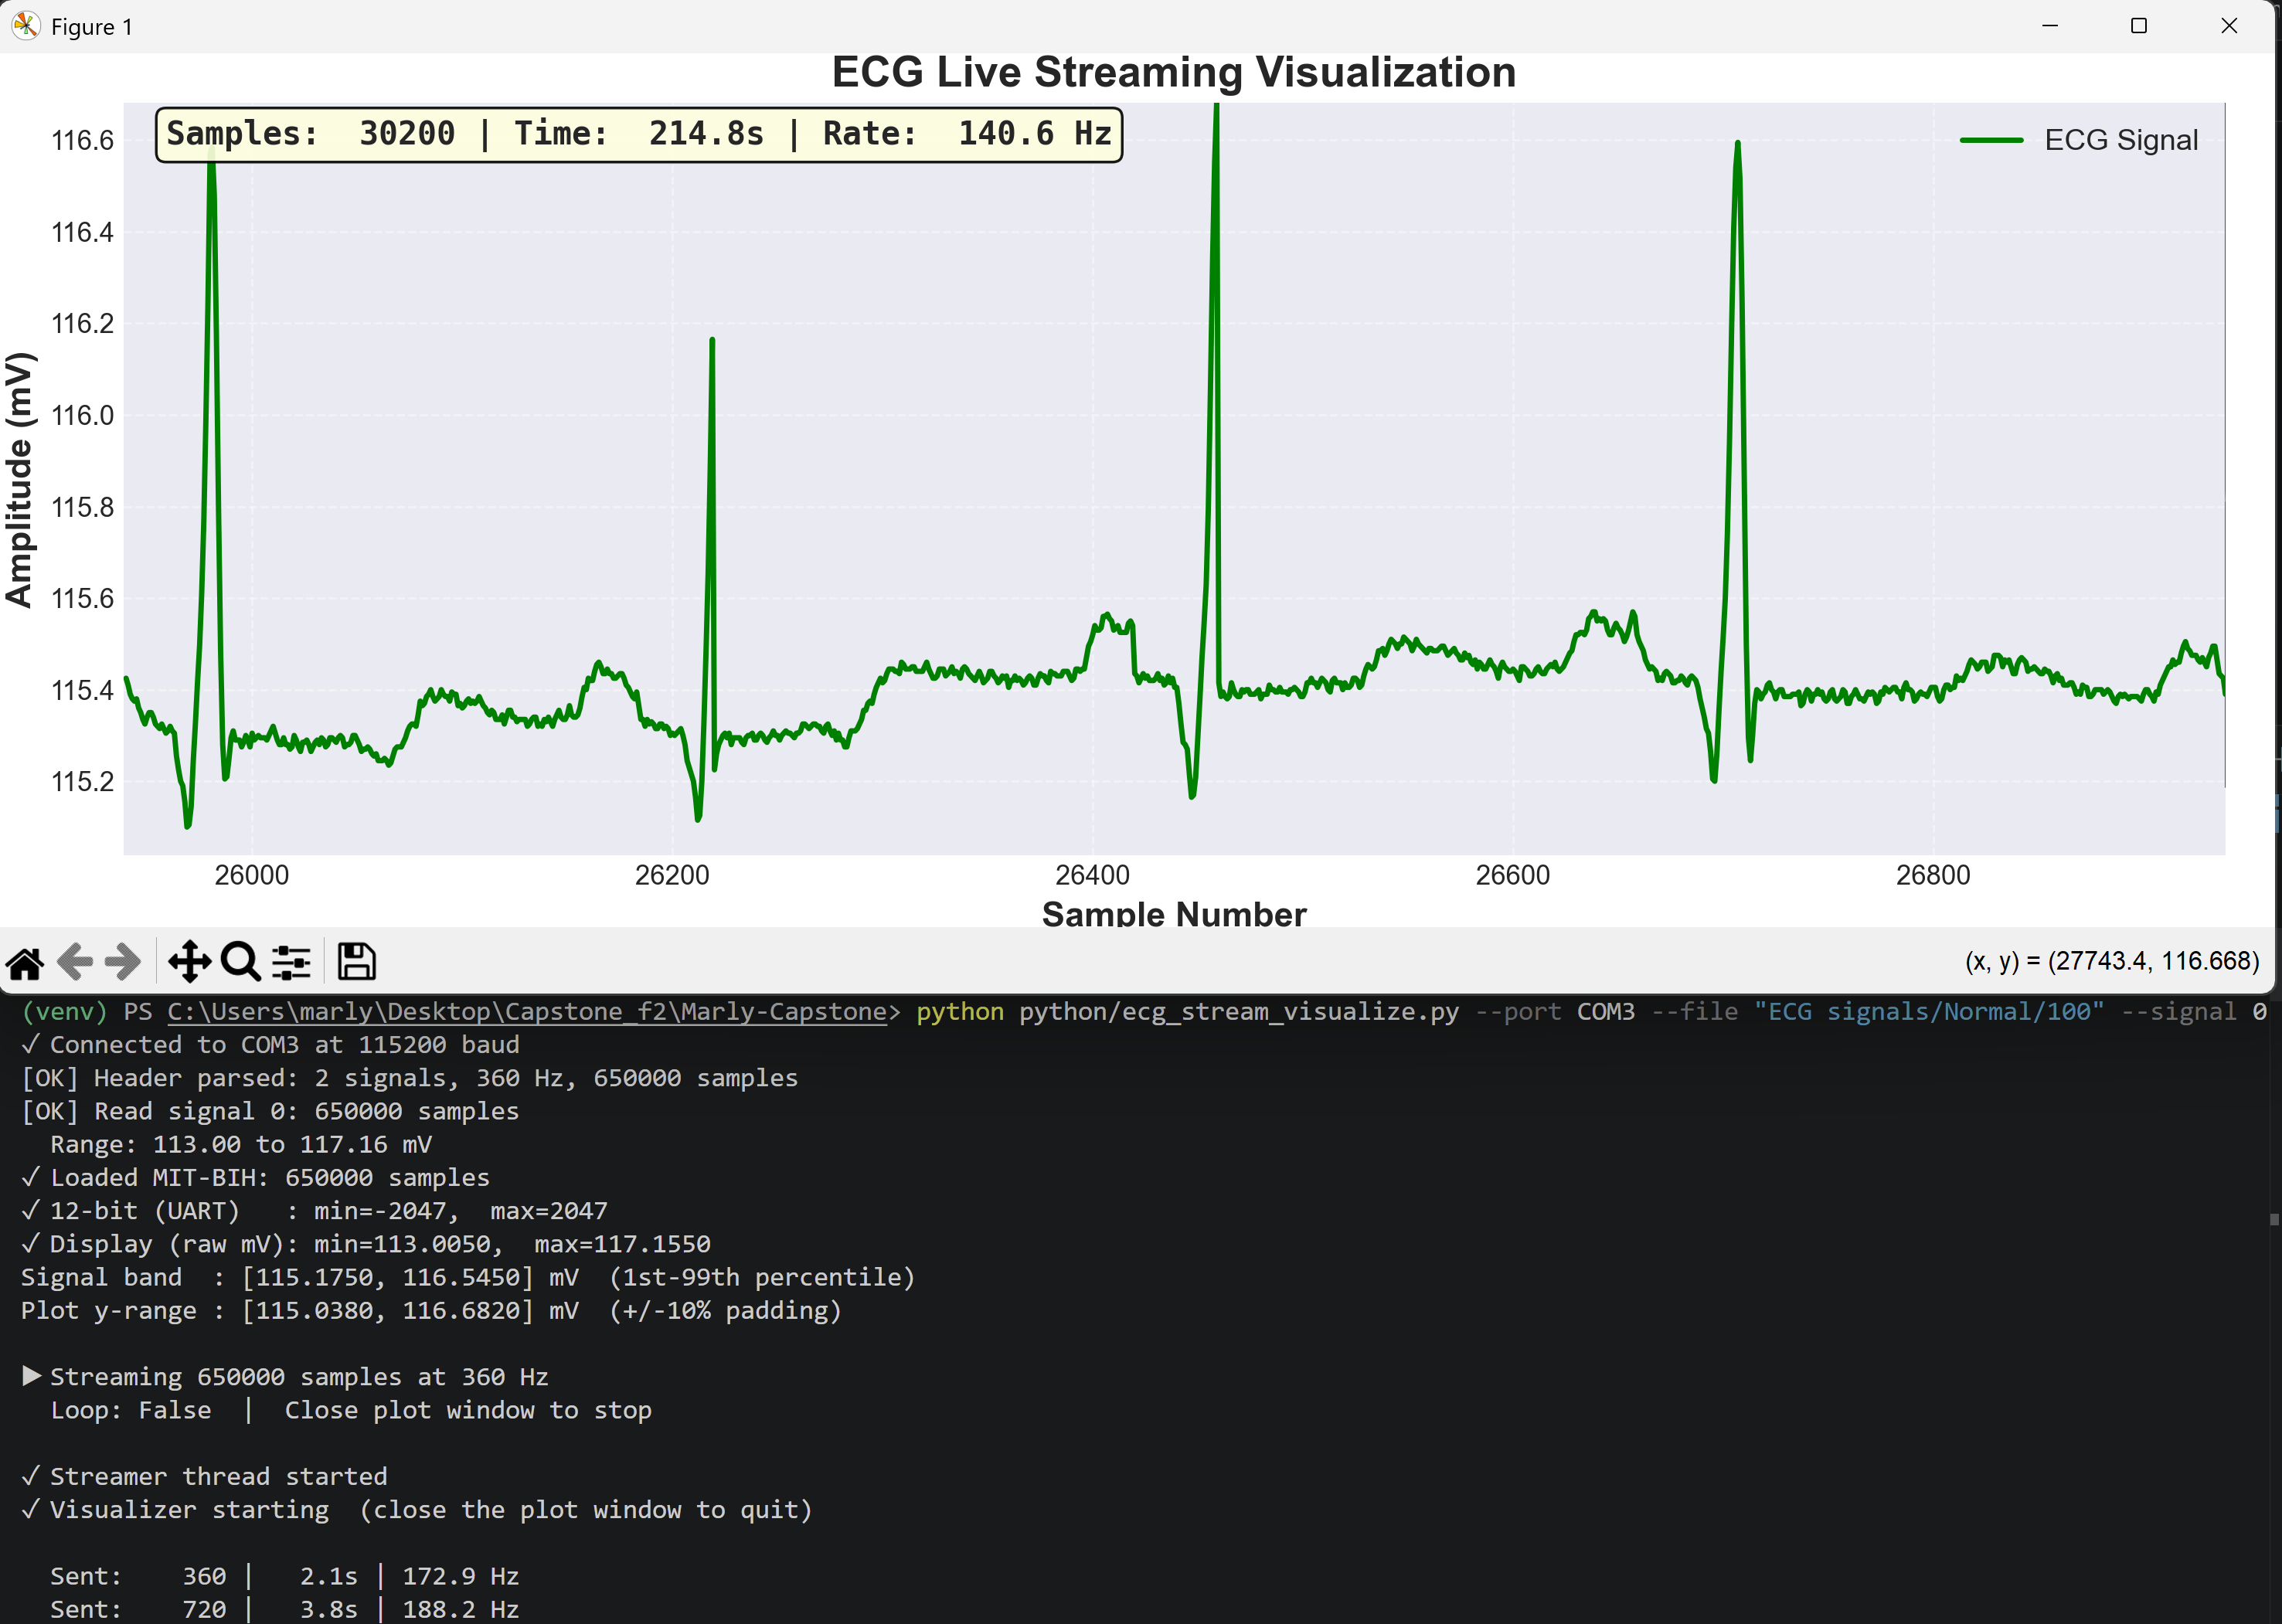 Figure 1
ECG Live Streaming Visualization
Samples:  30200 | Time:  214.8s | Rate:  140.6 Hz
ECG Signal
116.6
116.4
116.2
116.0
115.8
115.6
115.4
115.2
Amplitude (mV)
26000 26200 26400 26600 26800
Sample Number
(x, y) = (27743.4, 116.668)
(venv) PS C:\Users\marly\Desktop\Capstone_f2\Marly-Capstone> python python/ecg_stream_visualize.py --port COM3 --file "ECG signals/Normal/100" --signal 0
✓ Connected to COM3 at 115200 baud
[OK] Header parsed: 2 signals, 360 Hz, 650000 samples
[OK] Read signal 0: 650000 samples
  Range: 113.00 to 117.16 mV
✓ Loaded MIT-BIH: 650000 samples
✓ 12-bit (UART)   : min=-2047,  max=2047
✓ Display (raw mV): min=113.0050,  max=117.1550
Signal band  : [115.1750, 116.5450] mV  (1st-99th percentile)
Plot y-range : [115.0380, 116.6820] mV  (+/-10% padding)
▶ Streaming 650000 samples at 360 Hz
  Loop: False  |  Close plot window to stop
✓ Streamer thread started
✓ Visualizer starting  (close the plot window to quit)
  Sent:    360 |   2.1s | 172.9 Hz
  Sent:    720 |   3.8s | 188.2 Hz